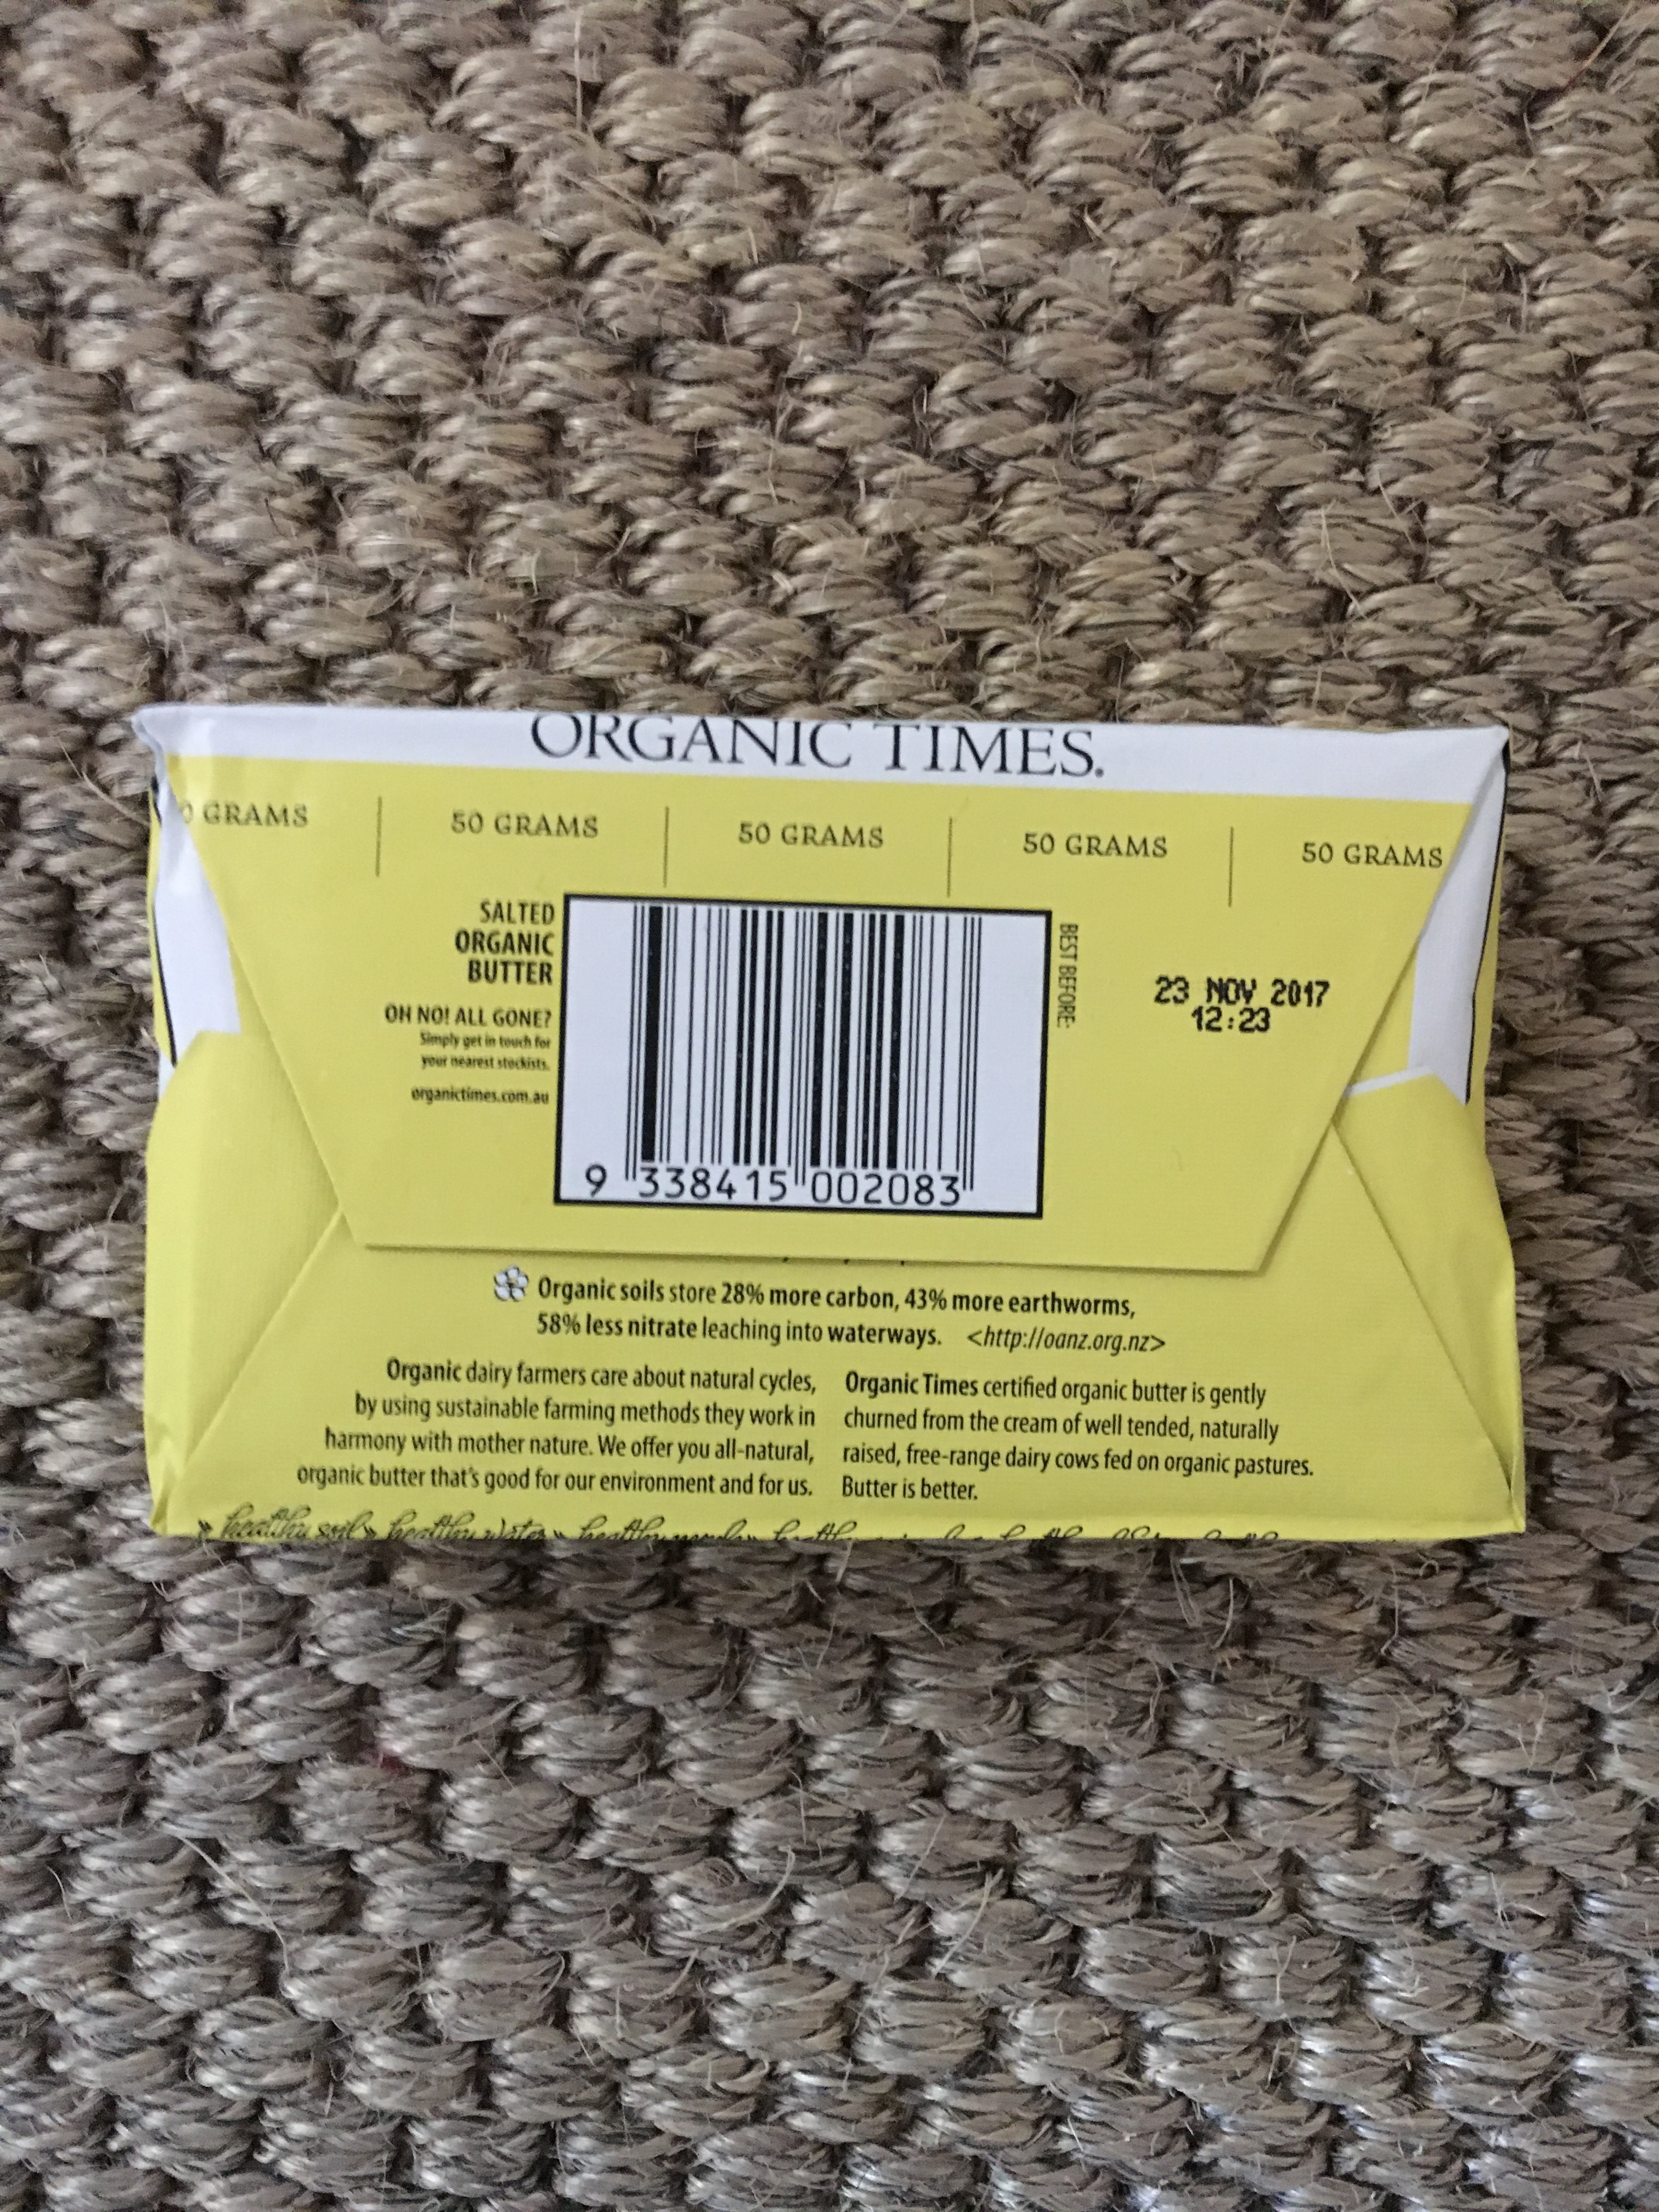 ORGANIC TIMES.
GRAMS
50 GRAMS
50 GRAMS
50 GRAMS
50 GRAMS
SALTED
ORGANIC
BUTTER
OH NO! ALL GONE?
Simply get in touch for
your nearest stockists.
organictimes.com.au
BEST BEFORE:
23 NOV 2017
12:23
9 338415 002083
Organic soils store 28% more carbon, 43% more earthworms,
58% less nitrate leaching into waterways. <http://oanz.org.nz>
Organic dairy farmers care about natural cycles,
by using sustainable farming methods they work in
harmony with mother nature. We offer you all-natural,
organic butter that's good for our environment and for us.
Organic Times certified organic butter is gently
churned from the cream of well tended, naturally
raised, free-range dairy cows fed on organic pastures.
Butter is better.
» healthy soil » healthy water » healthy